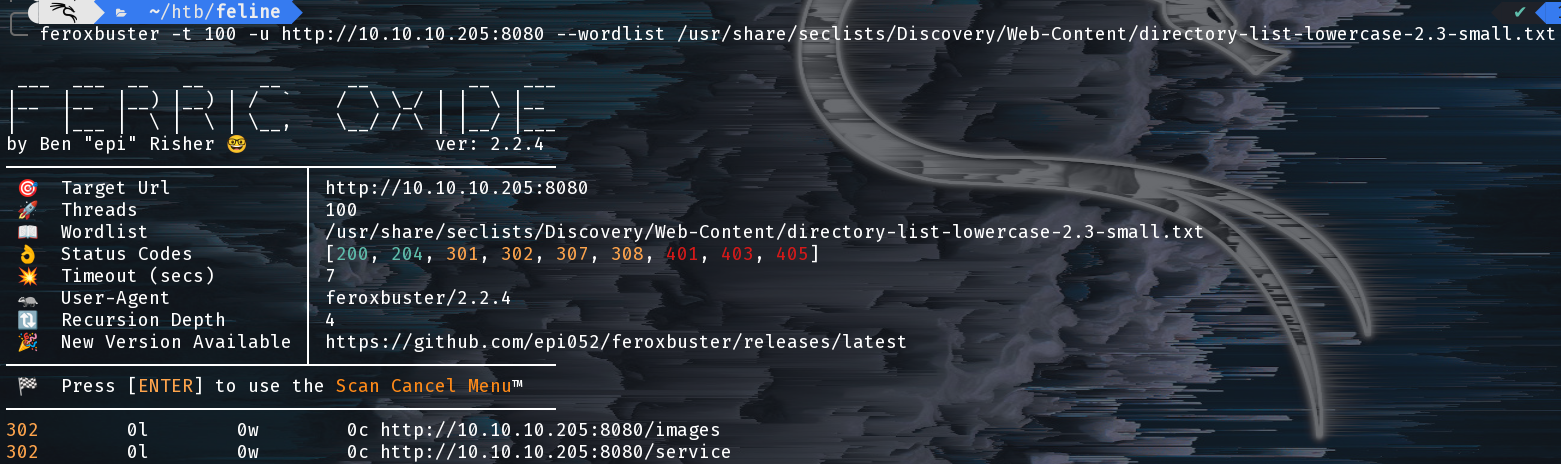 ~/htb/feline
feroxbuster -t 100 -u http://10.10.10.205:8080 --wordlist /usr/share/seclists/Discovery/Web-Content/directory-list-lowercase-2.3-small.txt
FERRIC OXIDE
by Ben "epi" Risher 🤓 ver: 2.2.4
🎯 Target Url │ http://10.10.10.205:8080
🚀 Threads │ 100
📖 Wordlist │ /usr/share/seclists/Discovery/Web-Content/directory-list-lowercase-2.3-small.txt
👌 Status Codes │ [200, 204, 301, 302, 307, 308, 401, 403, 405]
💥 Timeout (secs) │ 7
🦡 User-Agent │ feroxbuster/2.2.4
🔃 Recursion Depth │ 4
🎉 New Version Available │ https://github.com/epi052/feroxbuster/releases/latest
🏁 Press [ENTER] to use the Scan Cancel Menu™
302 0l 0w 0c http://10.10.10.205:8080/images
302 0l 0w 0c http://10.10.10.205:8080/service